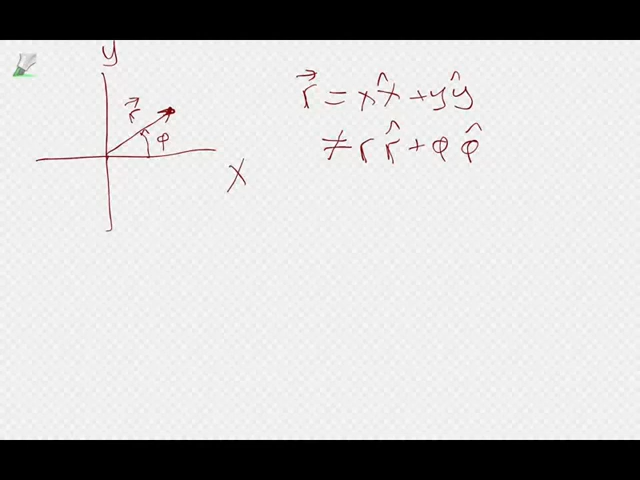 y
r⃗
φ
x
r⃗ = x x̂ + y ŷ
≠ r r̂ + φ φ̂